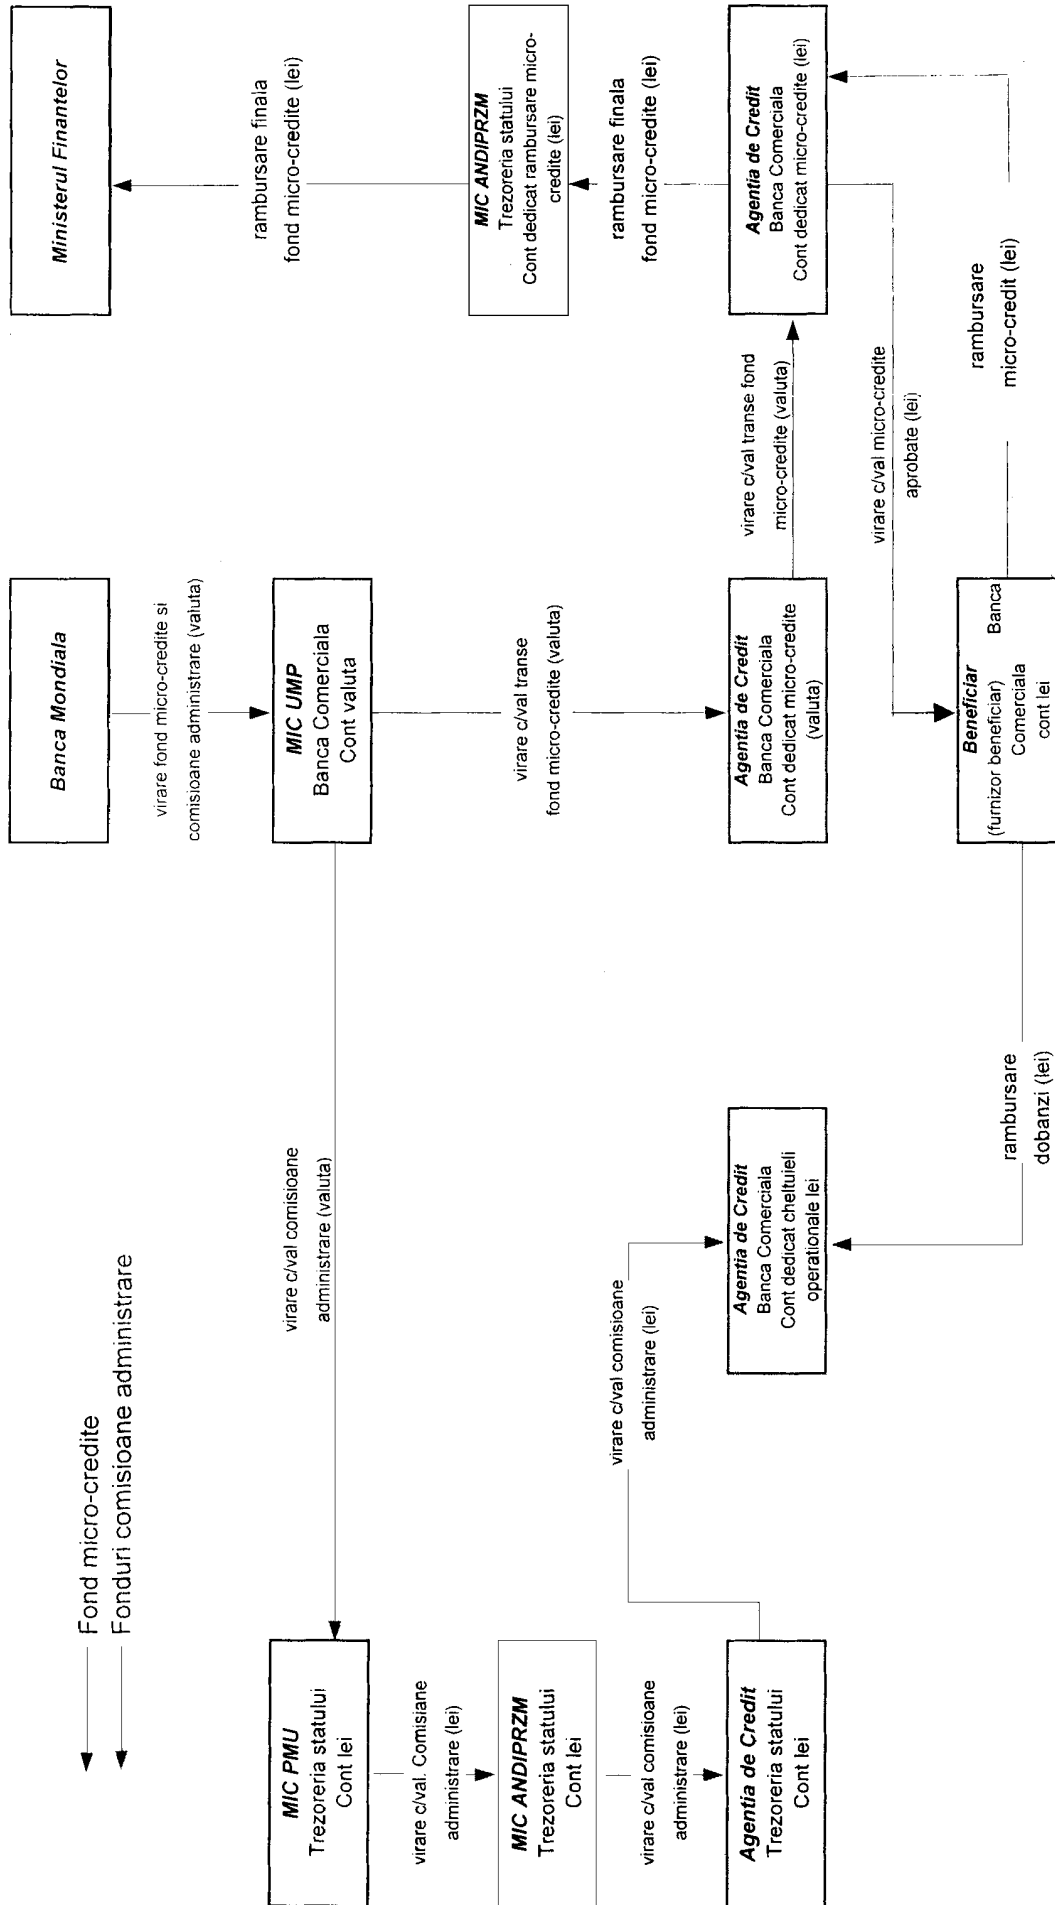 Fond micro-credite
Fonduri comisioane administrare
Banca Mondiala
Ministerul Finantelor
virare fond micro-credite si
comisioane administrare (valuta)
rambursare finala
fond micro-credite (lei)
MIC PMU
Trezoreria statului
Cont lei
virare c/val comisioane
administrare (valuta)
MIC UMP
Banca Comerciala
Cont valuta
virare c/val. Comisiane
administrare (lei)
virare c/val transe
fond micro-credite (valuta)
MIC ANDIPRZM
Trezoreria statului
Cont dedicat rambursare micro-
credite (lei)
MIC ANDIPRZM
Trezoreria statului
Cont lei
rambursare finala
fond micro-credite (lei)
virare c/val comisioane
administrare (lei)
virare c/val comisioane
administrare (lei)
Agentia de Credit
Trezoreria statului
Cont lei
Agentia de Credit
Banca Comerciala
Cont dedicat cheltuieli
operationale lei
Agentia de Credit
Banca Comerciala
Cont dedicat micro-credite
(valuta)
virare c/val transe fond
micro-credite (valuta)
Agentia de Credit
Banca Comerciala
Cont dedicat micro-credite (lei)
virare c/val micro-credite
aprobate (lei)
rambursare
dobanzi (lei)
Beneficiar
(furnizor beneficiar) Banca
Comerciala
cont lei
rambursare
micro-credit (lei)